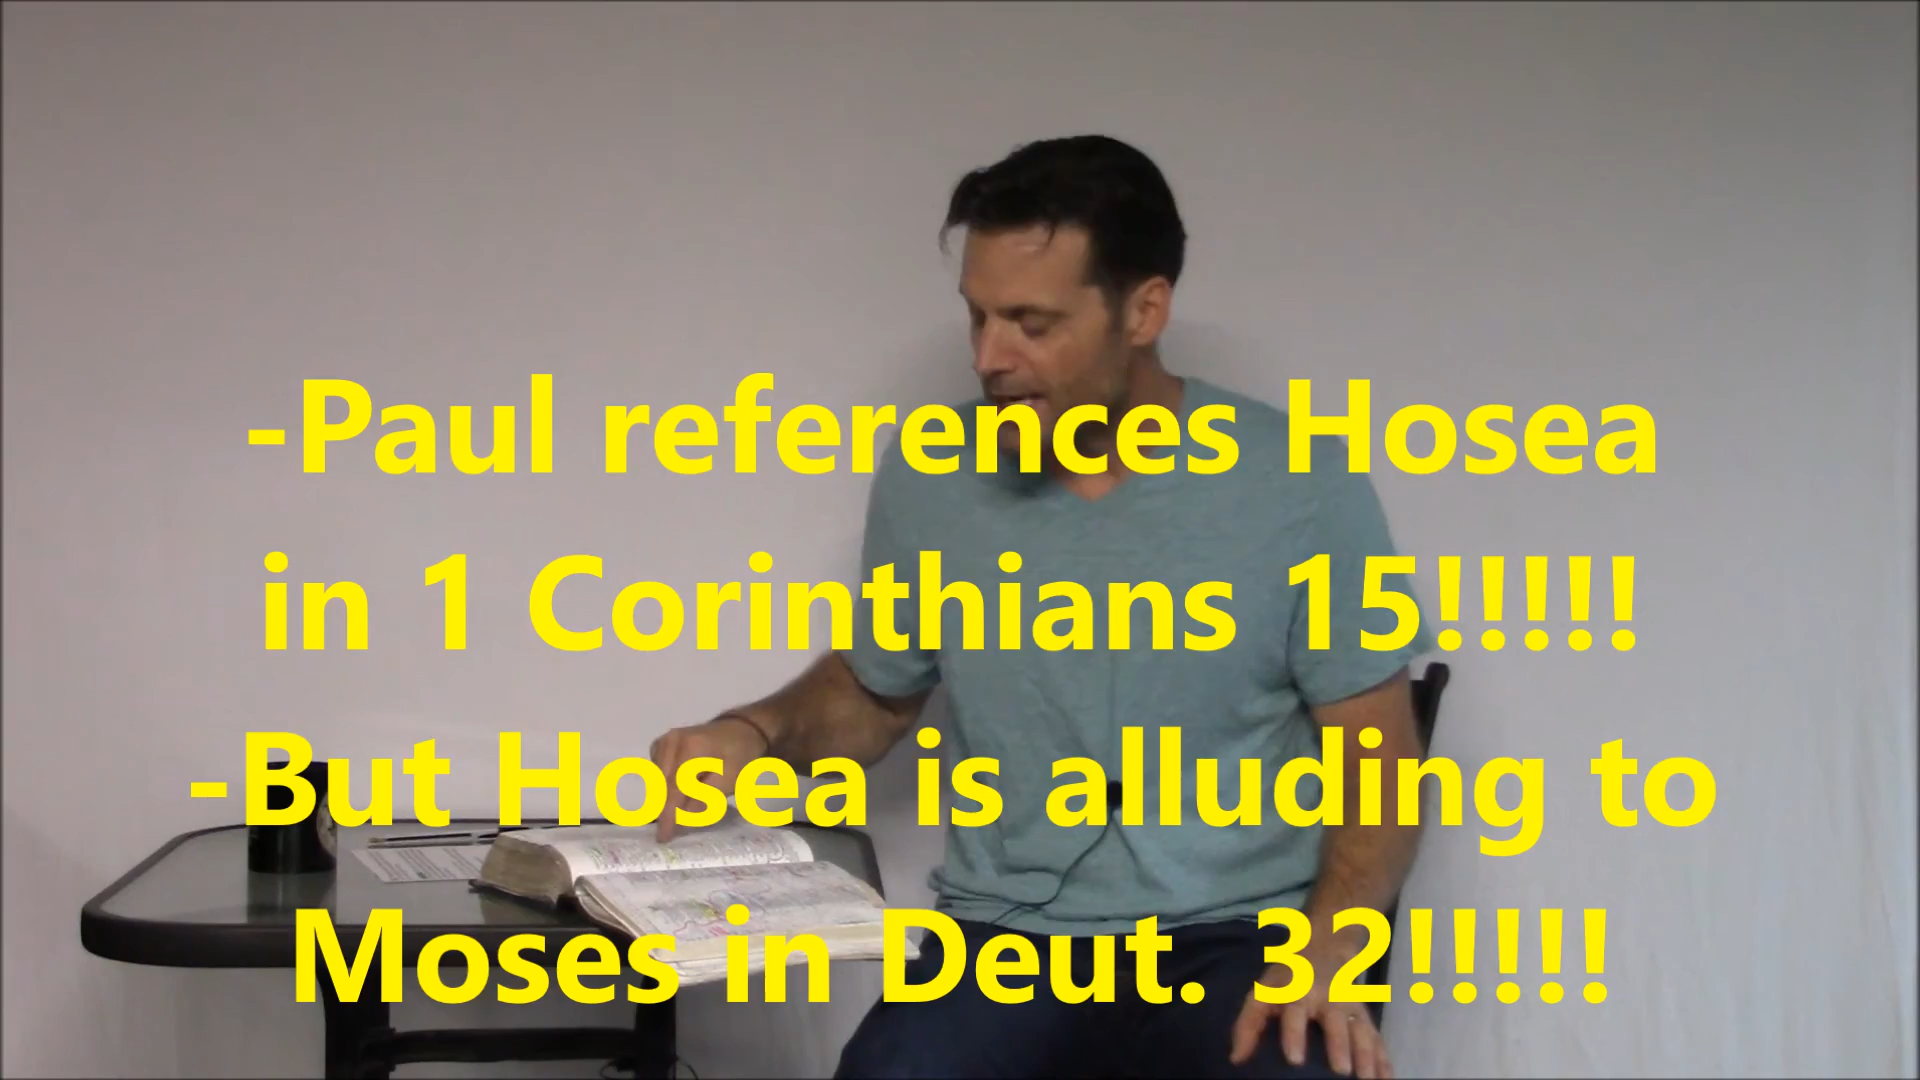 -Paul references Hosea
in 1 Corinthians 15!!!!!
-But Hosea is alluding to
Moses in Deut. 32!!!!!